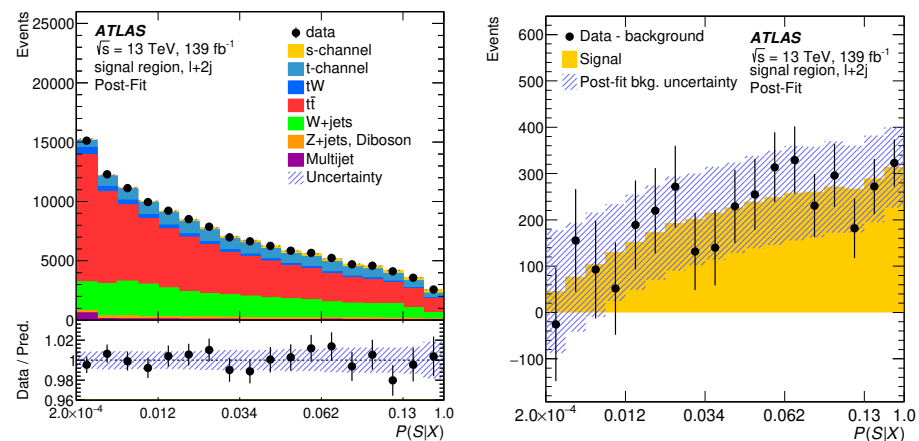 Events
25000
20000
15000
10000
5000
0
ATLAS
√s = 13 TeV, 139 fb⁻¹
signal region, l+2j
Post-Fit
data
s-channel
t-channel
tW
tt̄
W+jets
Z+jets, Diboson
Multijet
Uncertainty
Data / Pred.
1.02
1
0.98
0.96
2.0×10⁻⁴ 0.012 0.034 0.062 0.13 1.0
P(S|X)
Events
600
500
400
300
200
100
0
−100
Data - background
Signal
Post-fit bkg. uncertainty
ATLAS
√s = 13 TeV, 139 fb⁻¹
signal region, l+2j
Post-Fit
2.0×10⁻⁴ 0.012 0.034 0.062 0.13 1.0
P(S|X)